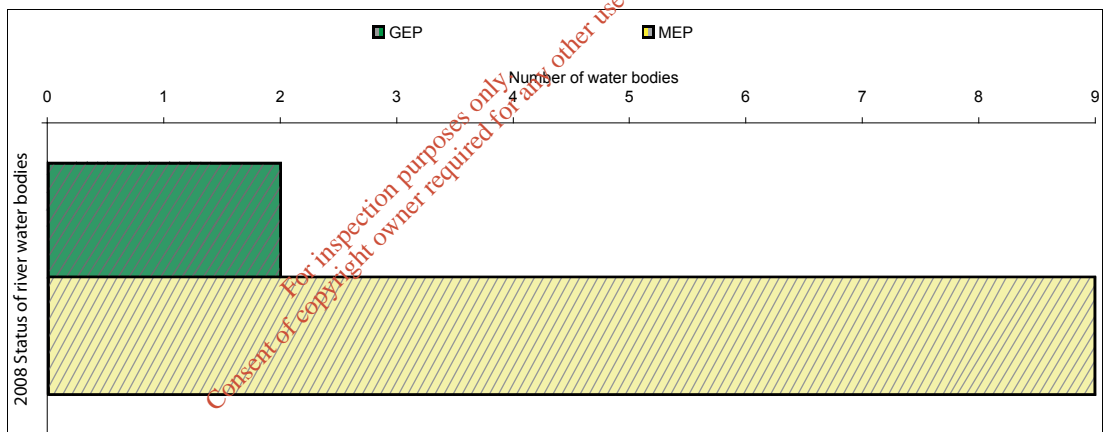 GEP MEP
Number of water bodies
0 1 2 3 4 5 6 7 8 9
2008 Status of river water bodies
For inspection purposes only
Consent of copyright owner required for any other use